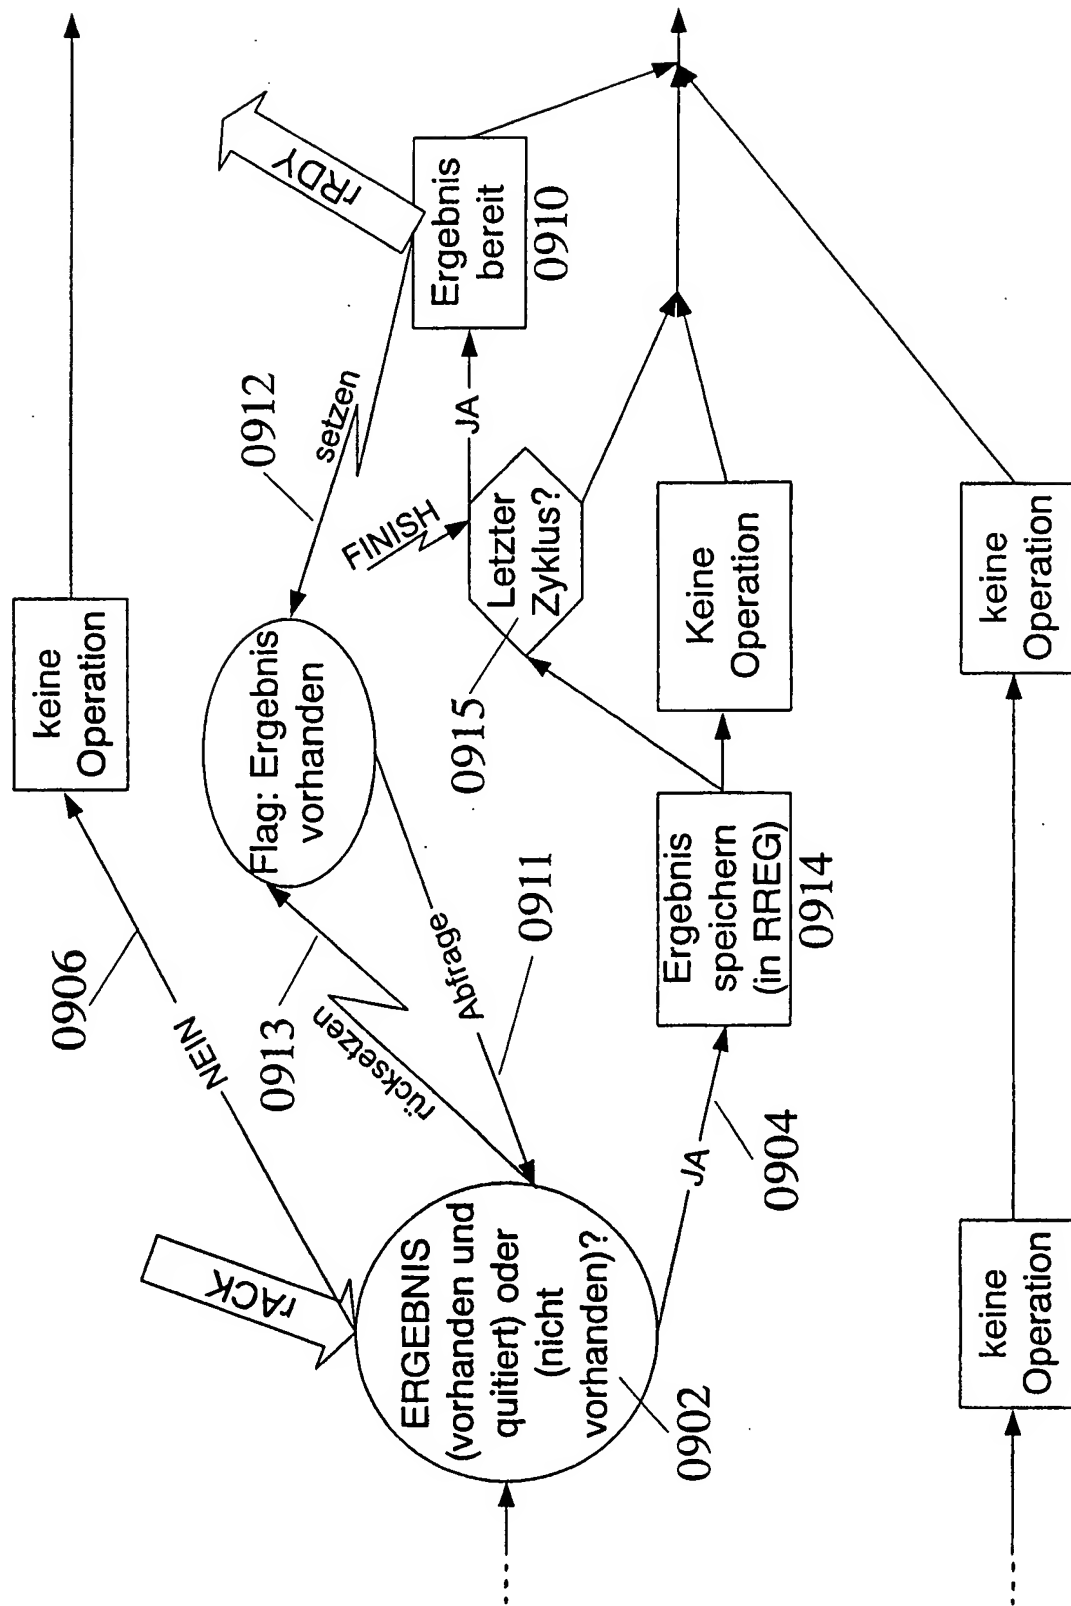 keine
Operation
0906
NEIN
rACK
rRDY
0912
setzen
Flag: Ergebnis
vorhanden
0913
rücksetzen
Abfrage
0911
FINISH
JA
Ergebnis
bereit
0910
ERGEBNIS
(vorhanden und
quitiert) oder
(nicht
vorhanden)?
0902
Letzter
Zyklus?
0915
JA
0904
Ergebnis
speichern
(in RREG)
0914
Keine
Operation
keine
Operation
keine
Operation